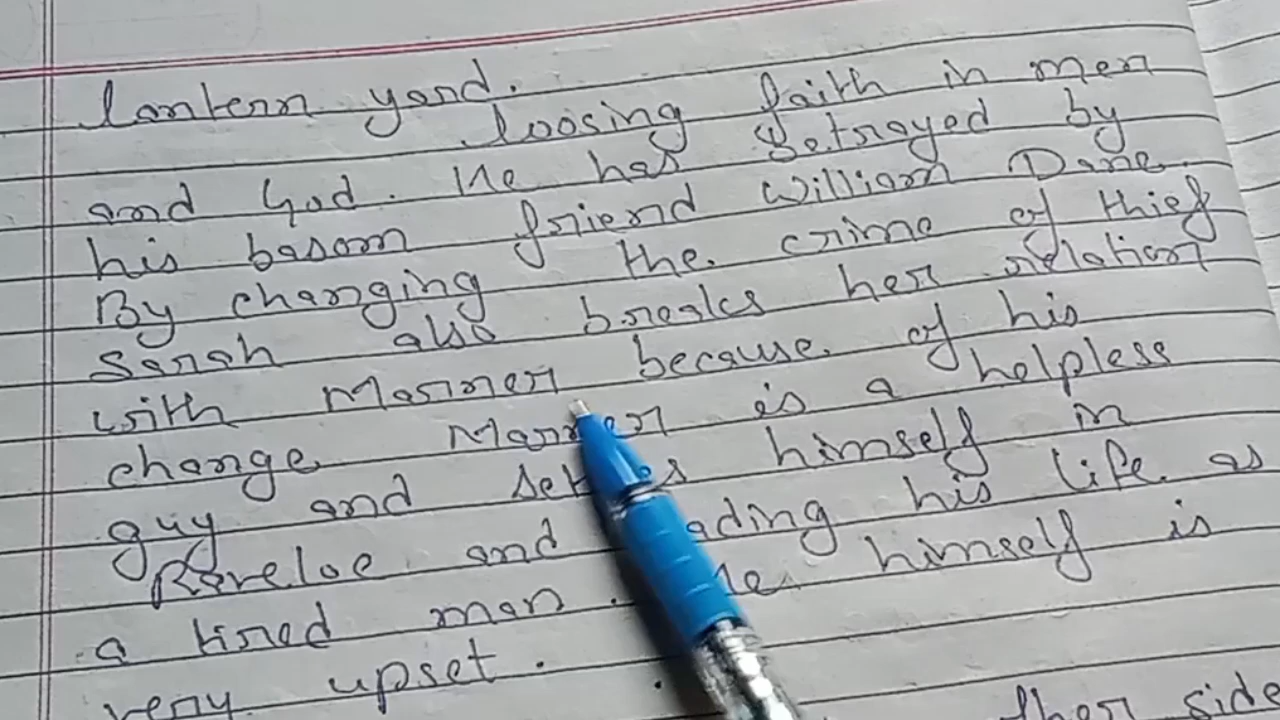 lantern yard.
loosing faith in men
and God. He has betrayed by
his bosom friend William Dane
By changing the crime of thief
Sarah also breaks her relation
with Marner because of his
change Marner is a helpless
guy and himself in
Raveloe and his life as
a tired man. himself is
very upset.
side